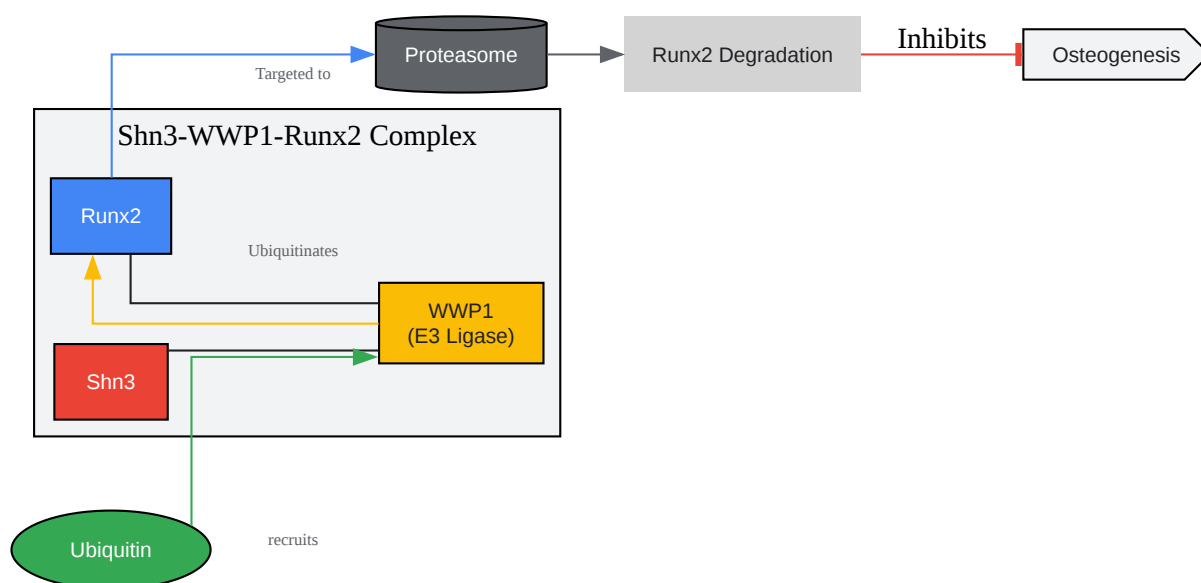 Proteasome
Runx2 Degradation
Inhibits
Osteogenesis
Targeted to
Shn3-WWP1-Runx2 Complex
Runx2
Ubiquitinates
WWP1
(E3 Ligase)
Shn3
recruits
Ubiquitin